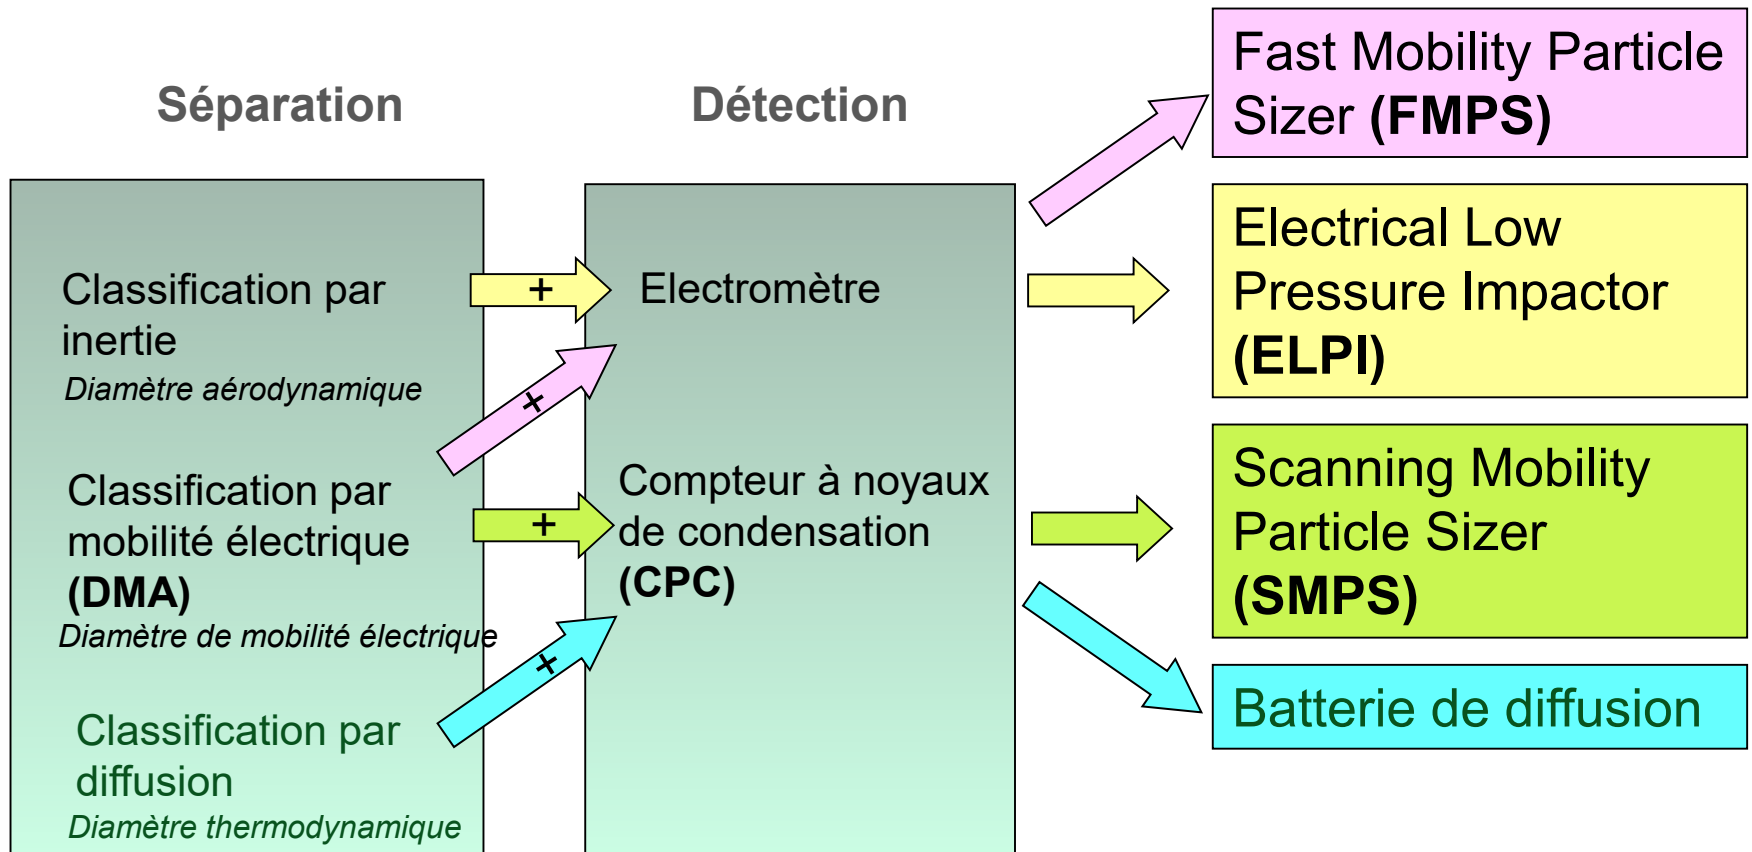 Séparation
Classification par
inertie
Diamètre aérodynamique
Classification par
mobilité électrique
(DMA)
Diamètre de mobilité électrique
Classification par
diffusion
Diamètre thermodynamique
+
+
+
+
Détection
Electromètre
Compteur à noyaux
de condensation
(CPC)
Fast Mobility Particle
Sizer (FMPS)
Electrical Low
Pressure Impactor
(ELPI)
Scanning Mobility
Particle Sizer
(SMPS)
Batterie de diffusion